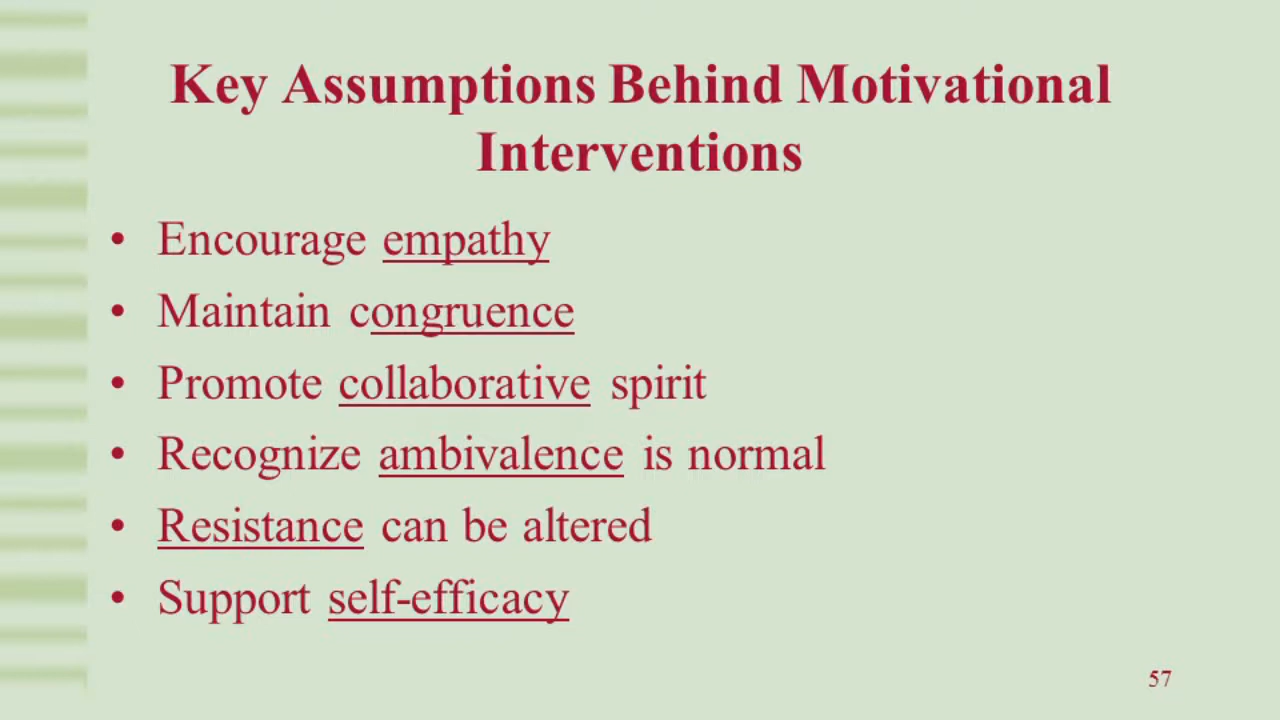 Key Assumptions Behind Motivational
Interventions
• Encourage empathy
• Maintain congruence
• Promote collaborative spirit
• Recognize ambivalence is normal
• Resistance can be altered
• Support self-efficacy
57